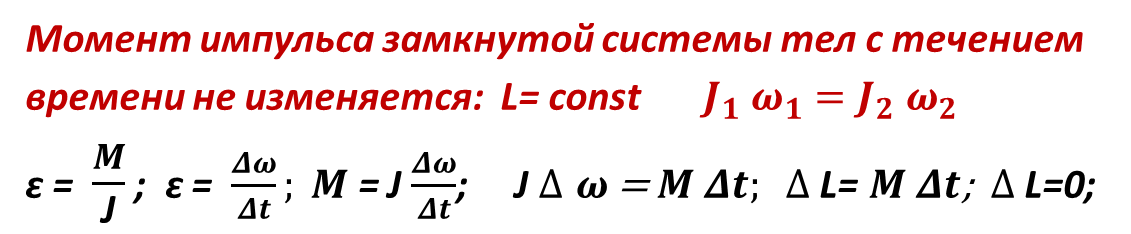 Момент импульса замкнутой системы тел с течением
времени не изменяется: L= const J₁ ω₁ = J₂ ω₂
ε = M/J ; ε = Δω/Δt ; M = J Δω/Δt; J Δ ω = M Δt; Δ L= M Δt; Δ L=0;